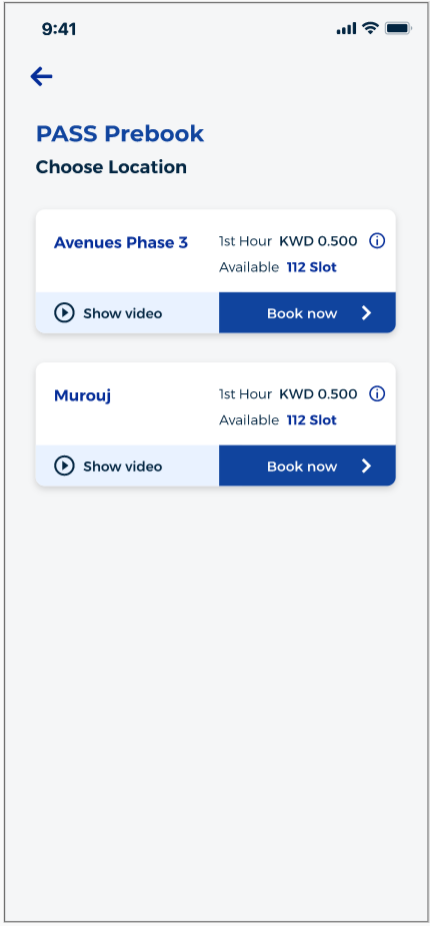 9:41
PASS Prebook
Choose Location
Avenues Phase 3
1st Hour KWD 0.500
Available 112 Slot
Show video
Book now
Murouj
1st Hour KWD 0.500
Available 112 Slot
Show video
Book now